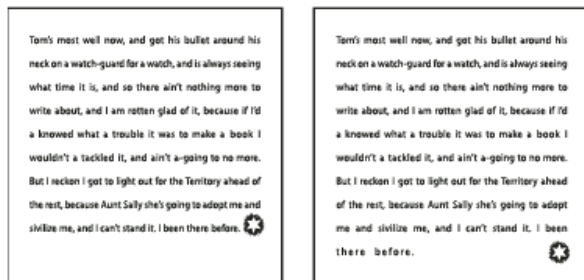 Tom's most well now, and got his bullet around his
neck on a watch-guard for a watch, and is always seeing
what time it is, and so there ain't nothing more to
write about, and I am rotten glad of it, because if I'd
a knowed what a trouble it was to make a book I
wouldn't a tackled it, and ain't a-going to no more.
But I reckon I got to light out for the Territory ahead of
the rest, because Aunt Sally she's going to adopt me and
sivilize me, and I can't stand it. I been there before.
Tom's most well now, and got his bullet around his
neck on a watch-guard for a watch, and is always seeing
what time it is, and so there ain't nothing more to
write about, and I am rotten glad of it, because if I'd
a knowed what a trouble it was to make a book I
wouldn't a tackled it, and ain't a-going to no more.
But I reckon I got to light out for the Territory ahead
of the rest, because Aunt Sally she's going to adopt
me and sivilize me, and I can't stand it. I been
there before.